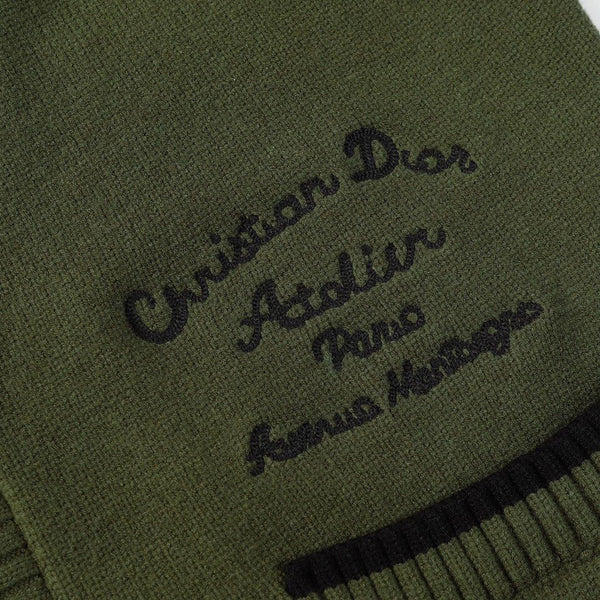 Christian Dior
Atelier
Paris
Avenue Montaigne